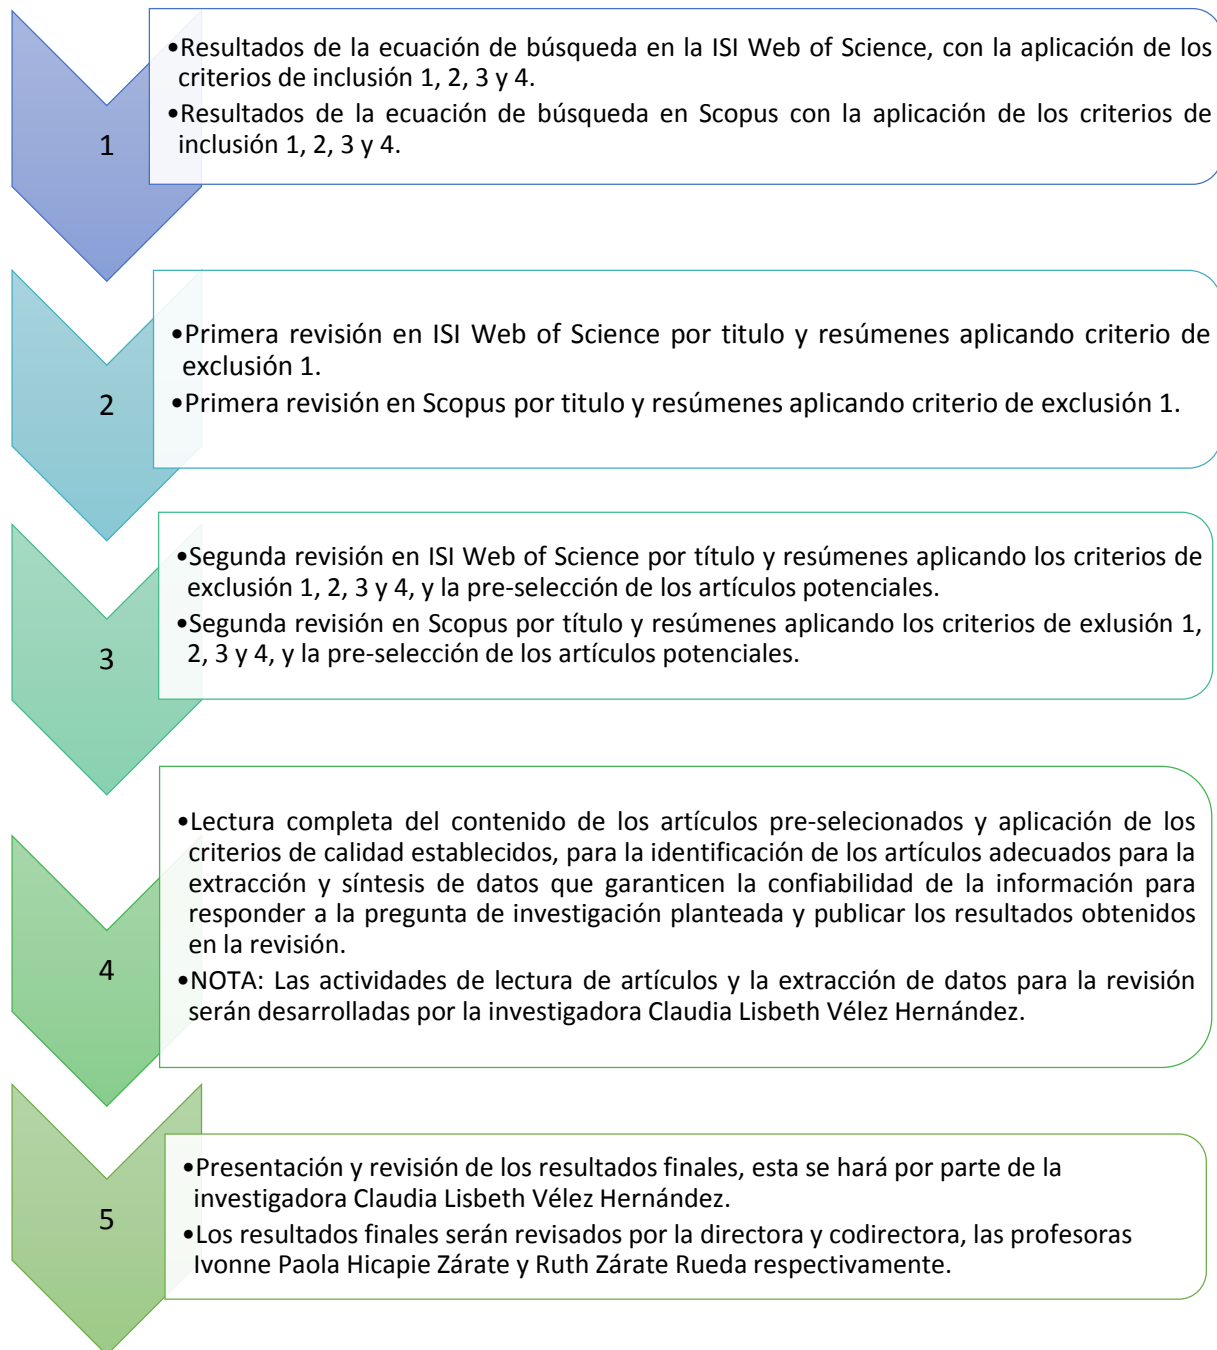 1
•Resultados de la ecuación de búsqueda en la ISI Web of Science, con la aplicación de los
criterios de inclusión 1, 2, 3 y 4.
•Resultados de la ecuación de búsqueda en Scopus con la aplicación de los criterios de
inclusión 1, 2, 3 y 4.
2
•Primera revisión en ISI Web of Science por titulo y resúmenes aplicando criterio de
exclusión 1.
•Primera revisión en Scopus por titulo y resúmenes aplicando criterio de exclusión 1.
3
•Segunda revisión en ISI Web of Science por título y resúmenes aplicando los criterios de
exclusión 1, 2, 3 y 4, y la pre-selección de los artículos potenciales.
•Segunda revisión en Scopus por título y resúmenes aplicando los criterios de exlusión 1,
2, 3 y 4, y la pre-selección de los artículos potenciales.
4
•Lectura completa del contenido de los artículos pre-selecionados y aplicación de los
criterios de calidad establecidos, para la identificación de los artículos adecuados para la
extracción y síntesis de datos que garanticen la confiabilidad de la información para
responder a la pregunta de investigación planteada y publicar los resultados obtenidos
en la revisión.
•NOTA: Las actividades de lectura de artículos y la extracción de datos para la revisión
serán desarrolladas por la investigadora Claudia Lisbeth Vélez Hernández.
5
•Presentación y revisión de los resultados finales, esta se hará por parte de la
investigadora Claudia Lisbeth Vélez Hernández.
•Los resultados finales serán revisados por la directora y codirectora, las profesoras
Ivonne Paola Hicapie Zárate y Ruth Zárate Rueda respectivamente.